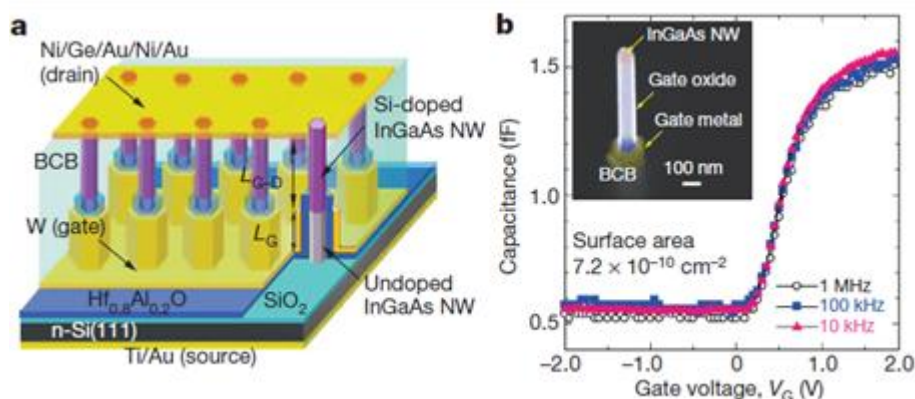 a
Ni/Ge/Au/Ni/Au
(drain)
Si-doped
InGaAs NW
BCB
L_G-D
W (gate)
L_G
Undoped
InGaAs NW
Hf₀.₈Al₀.₂O
SiO₂
n-Si(111)
Ti/Au (source)
b
Capacitance (fF)
1.5
1.0
0.5
InGaAs NW
Gate oxide
Gate metal
BCB
100 nm
Surface area
7.2 × 10⁻¹⁰ cm⁻²
1 MHz
100 kHz
10 kHz
−2.0
−1.0
0
1.0
2.0
Gate voltage, V_G (V)